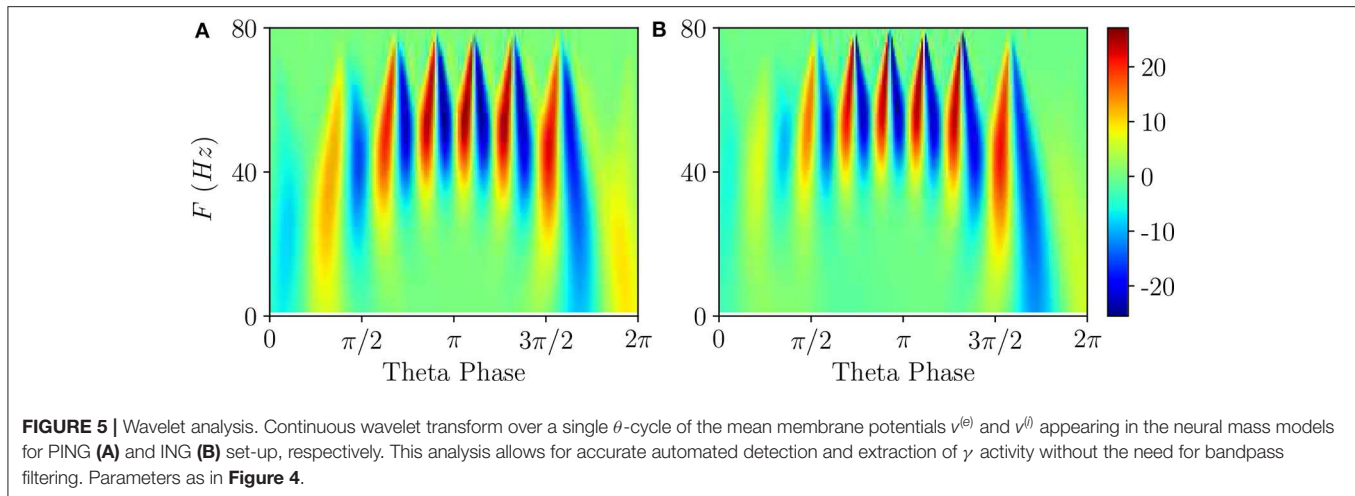 A
80
40
0
F (Hz)
0
π/2
π
3π/2
2π
Theta Phase
B
80
40
0
0
π/2
π
3π/2
2π
Theta Phase
20
10
0
-10
-20
FIGURE 5 | Wavelet analysis. Continuous wavelet transform over a single θ-cycle of the mean membrane potentials v(e) and v(i) appearing in the neural mass models
for PING (A) and ING (B) set-up, respectively. This analysis allows for accurate automated detection and extraction of γ activity without the need for bandpass
filtering. Parameters as in Figure 4.